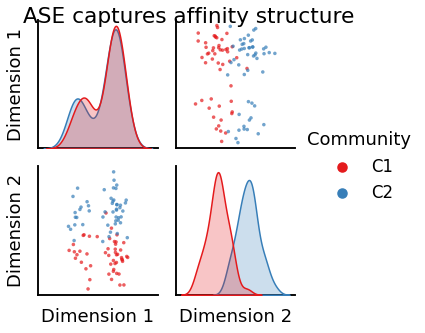 ASE captures affinity structure
Dimension 1
Community
C1
C2
Dimension 2
Dimension 1
Dimension 2